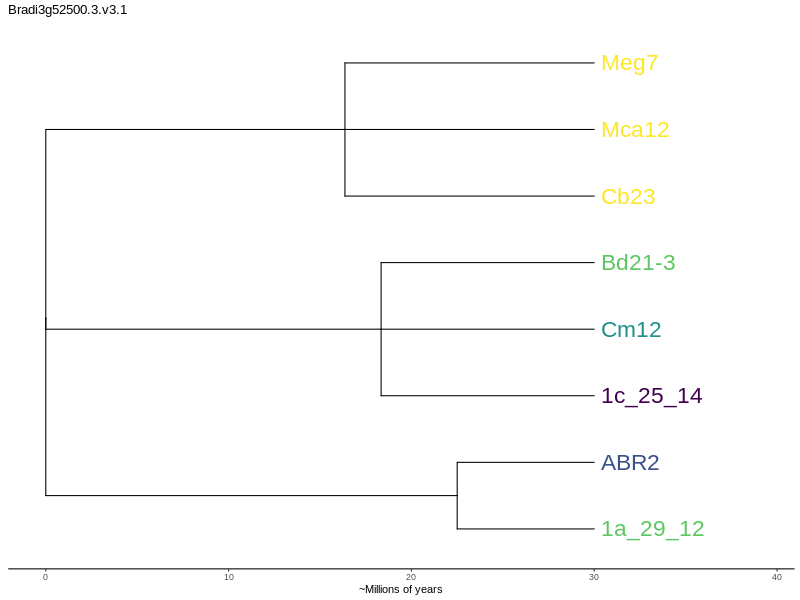 Bradi3g52500.3.v3.1
Meg7
Mca12
Cb23
Bd21-3
Cm12
1c_25_14
ABR2
1a_29_12
0 10 20 30 40
~Millions of years